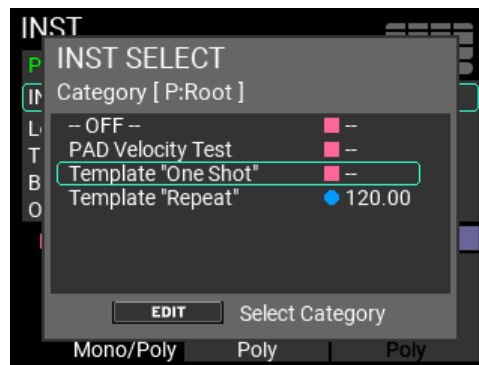 INST
INST SELECT
P
Category [ P:Root ]
IN
-- OFF -- --
L
PAD Velocity Test --
T
Template "One Shot" --
B
Template "Repeat" 120.00
O
EDIT Select Category
Mono/Poly Poly Poly